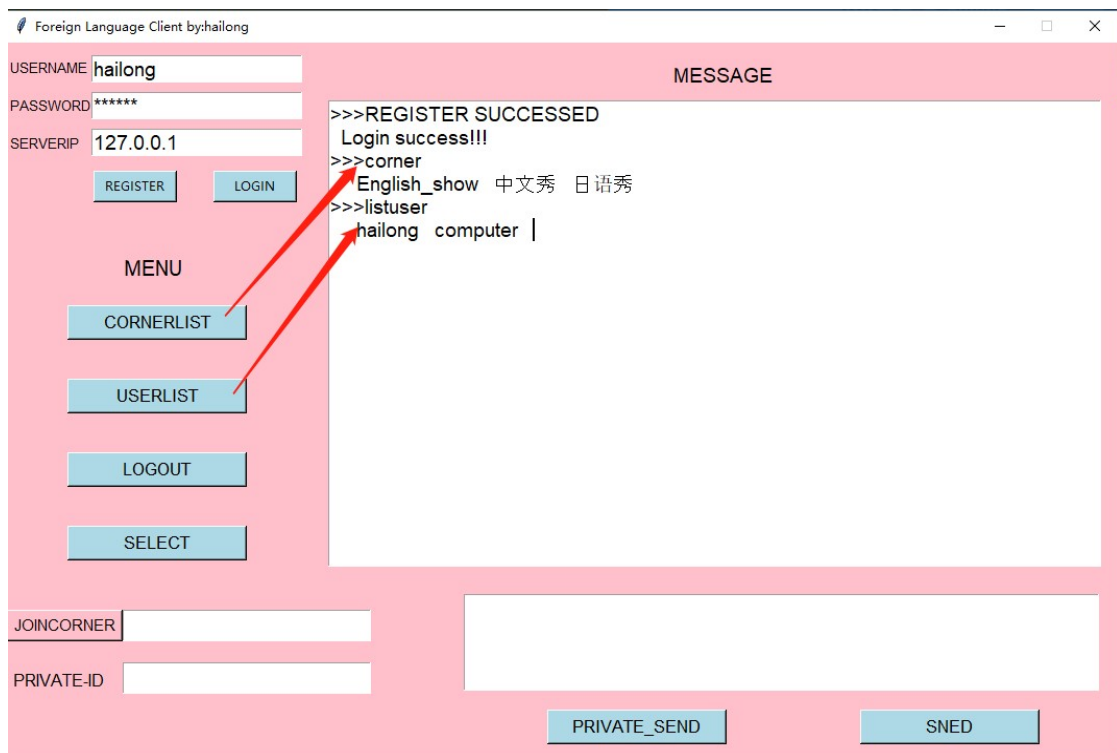 Foreign Language Client by:hailong
USERNAME hailong
PASSWORD ******
SERVERIP 127.0.0.1
REGISTER LOGIN
MENU
CORNERLIST
USERLIST
LOGOUT
SELECT
MESSAGE
>>>REGISTER SUCCESSED
Login success!!!
>>>corner
English_show 中文秀 日语秀
>>>listuser
hailong computer
JOINCORNER
PRIVATE-ID
PRIVATE_SEND SNED